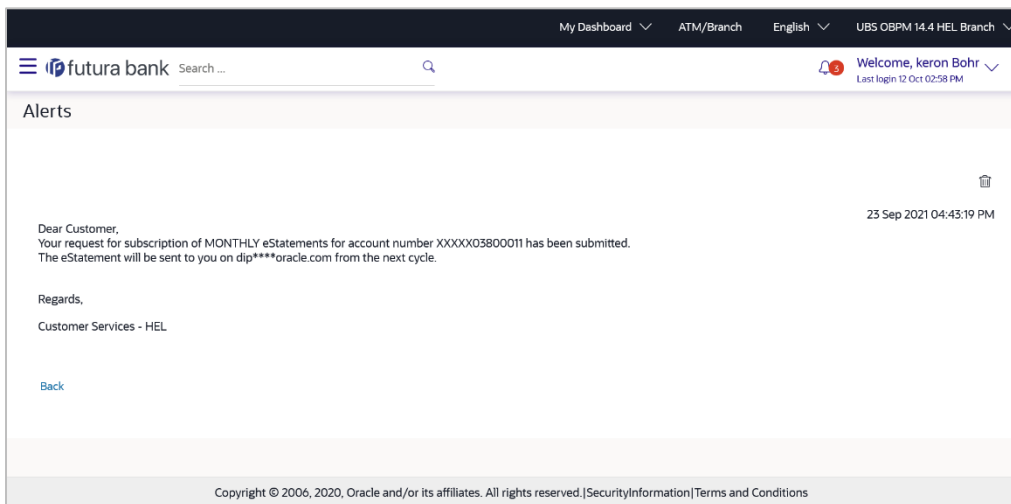 My Dashboard ATM/Branch English UBS OBPM 14.4 HEL Branch
futura bank Search ... 3 Welcome, keron Bohr
Last login 12 Oct 02:58 PM
Alerts
23 Sep 2021 04:43:19 PM
Dear Customer,
Your request for subscription of MONTHLY eStatements for account number XXXXX03800011 has been submitted.
The eStatement will be sent to you on dip****oracle.com from the next cycle.
Regards,
Customer Services - HEL
Back
Copyright © 2006, 2020, Oracle and/or its affiliates. All rights reserved.|SecurityInformation|Terms and Conditions